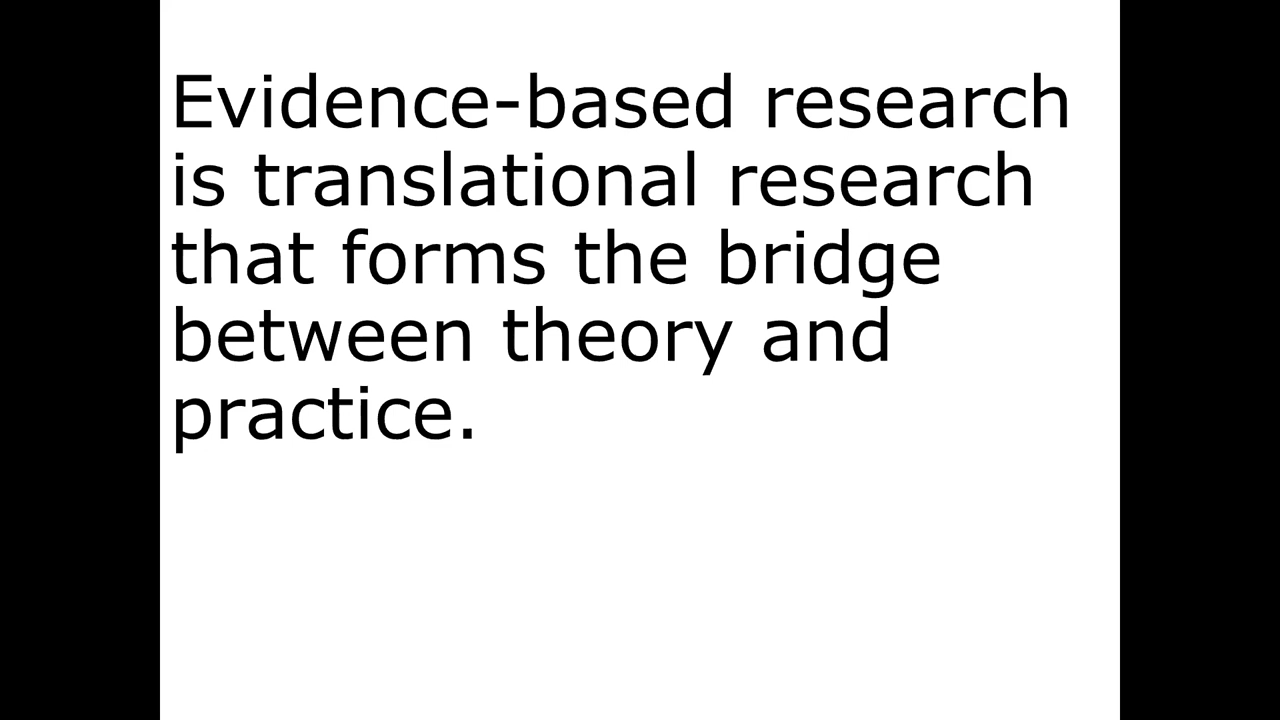 Evidence-based research
is translational research
that forms the bridge
between theory and
practice.